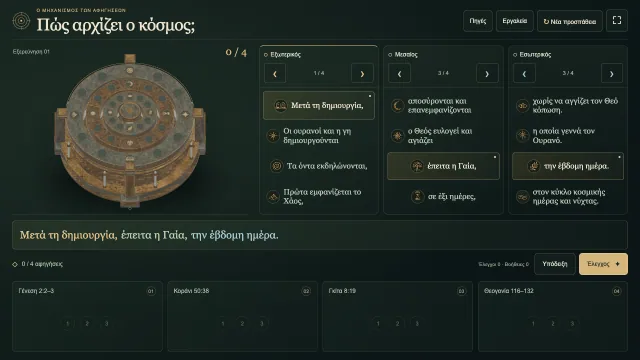 Ο ΜΗΧΑΝΙΣΜΟΣ ΤΩΝ ΑΦΗΓΗΣΕΩΝ
Πώς αρχίζει ο κόσμος;
Πηγές
Εργαλεία
↻ Νέα προσπάθεια
Εξερεύνηση 01
0 / 4
Εξωτερικός
1 / 4
Μετά τη δημιουργία,
Οι ουρανοί και η γη
δημιουργούνται
Τα όντα εκδηλώνονται,
Πρώτα εμφανίζεται το
Χάος,
Μεσαίος
3 / 4
αποσύρονται και
επανεμφανίζονται
ο Θεός ευλογεί και
αγιάζει
έπειτα η Γαία,
σε έξι ημέρες,
Εσωτερικός
3 / 4
χωρίς να αγγίζει τον Θεό
κόπωση.
η οποία γεννά τον
Ουρανό.
την έβδομη ημέρα.
στον κύκλο κοσμικής
ημέρας και νύχτας.
Μετά τη δημιουργία, έπειτα η Γαία, την έβδομη ημέρα.
0 / 4 αφηγήσεις
Έλεγχοι 0 · Βοήθειες 0
Υπόδειξη
Έλεγχος
Γένεση 2:2–3
01
1 2 3
Κοράνι 50:38
02
1 2 3
Γκίτα 8:19
03
1 2 3
Θεογονία 116–132
04
1 2 3